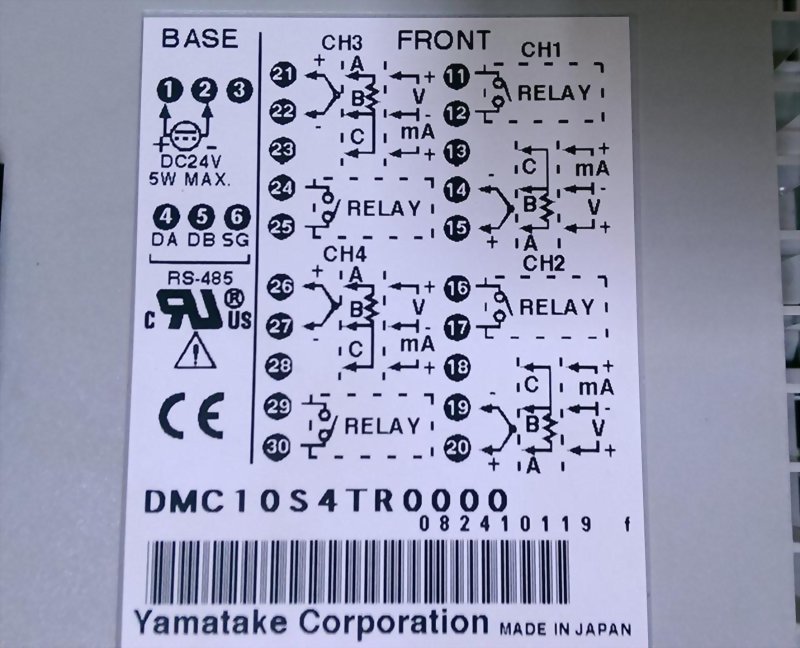 BASE
FRONT
1 2 3
+ -
DC24V
5W MAX.
4 5 6
DA DB SG
RS-485
C RU ® US
CE
CH3
21 + A +
B V
22 - -
C mA
23 +
24
RELAY
25
CH4
26 + A +
B V
27 - -
C mA
28 +
29
RELAY
30
CH1
11
RELAY
12
13 +
C mA
14 - -
B V
15 + A +
CH2
16
RELAY
17
18 +
C mA
19 - -
B V
20 + A +
DMC10S4TR0000
082410119 f
Yamatake Corporation MADE IN JAPAN